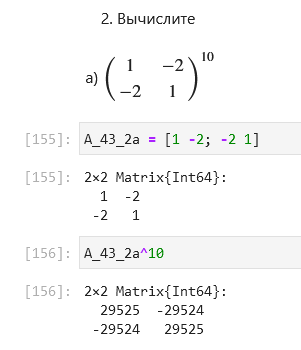 2. Вычислите
а) ( 1 −2
−2 1 )^10
[155]: A_43_2a = [1 -2; -2 1]
[155]: 2×2 Matrix{Int64}:
1 -2
-2 1
[156]: A_43_2a^10
[156]: 2×2 Matrix{Int64}:
29525 -29524
-29524 29525